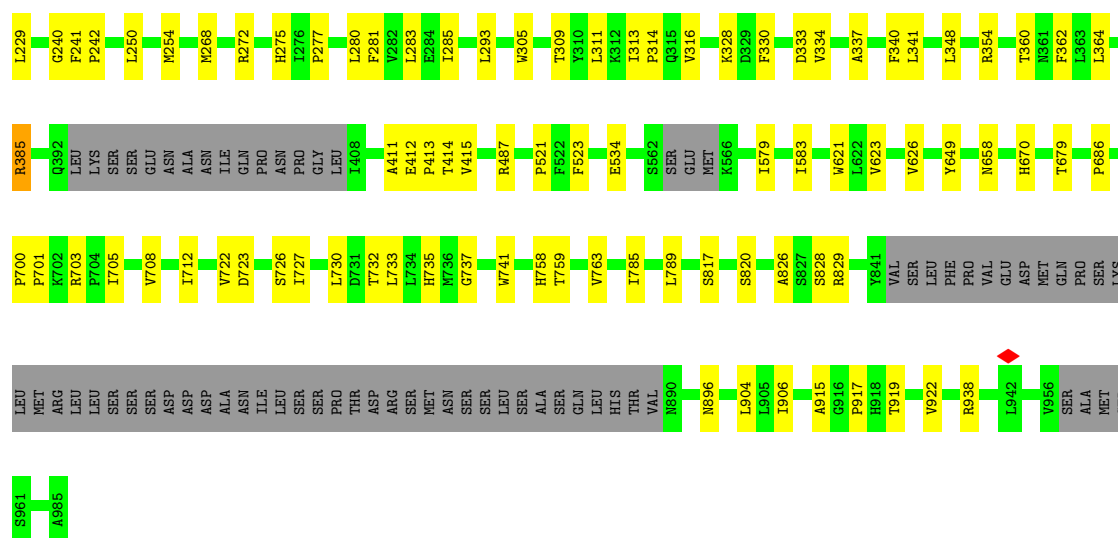 L229 G240 F241 P242 L250 M254 M268 R272 H275 I276 P277 L280 F281 V282 L283 E284 I285 L293 W305 T309 Y310 L311 K312 I313 P314 Q315 V316 K328 D329 F330 D333 V334 A337 F340 L341 L348 R354 T360 N361 F362 L363 L364
R385 Q392 LEU LYS SER SER GLU ASN ALA ASN ILE GLN PRO ASN PRO GLY LEU I408 A411 E412 P413 T414 V415 R487 P521 F522 F523 E534 S562 SER GLU MET K566 I579 I583 W621 L622 V623 V626 Y649 N658 H670 T679 P686
P700 P701 K702 R703 P704 I705 V708 I712 V722 D723 S726 I727 L730 D731 T732 L733 L734 H735 M736 G737 W741 H758 T759 V763 I785 L789 S817 S820 A826 S827 S828 R829 Y841 VAL SER LEU PHE PRO VAL GLU ASP MET GLN PRO SER LYS
LEU MET ARG LEU LEU SER SER SER ASP ASP ASP ALA ASN ILE LEU SER SER PRO THR ASP ARG SER MET ASN SER SER LEU SER ALA SER GLN LEU HIS THR VAL N890 N896 L904 L905 I906 A915 G916 P917 H918 T919 V922 R938 L942 V956 SER ALA MET
S961 A985